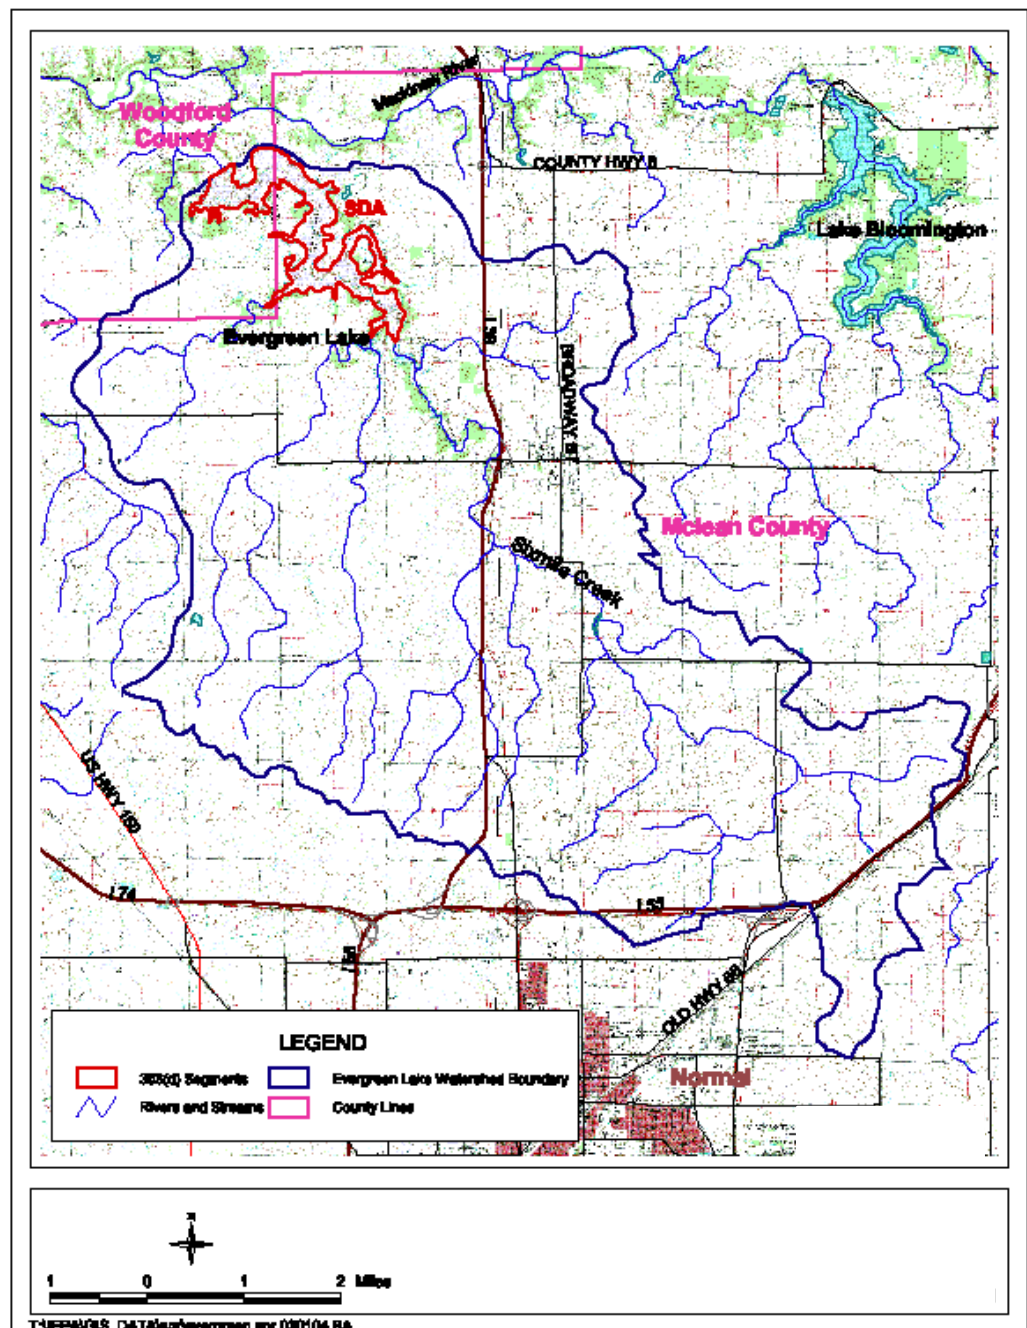 Mackinaw River
Woodford
County
COUNTY HWY 8
SDA
Lake Bloomington
Evergreen Lake
I-39
BROADWAY ST
Mclean County
Sixmile Creek
US HWY 150
I-74
I-55
I-55
OLD HWY 66
Normal
LEGEND
303(d) Segments
Evergreen Lake Watershed Boundary
Rivers and Streams
County Lines
N
1 0 1 2 Miles